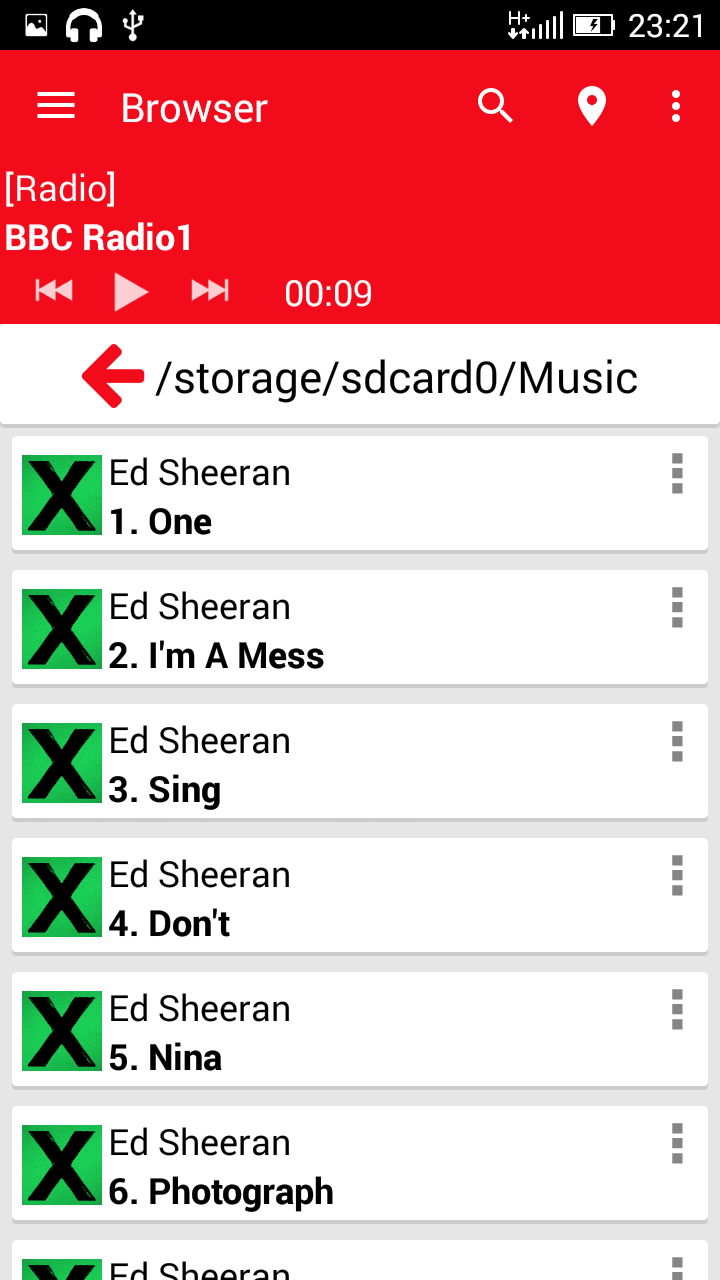 H+ 23:21
Browser
[Radio]
BBC Radio1
00:09
/storage/sdcard0/Music
Ed Sheeran
1. One
Ed Sheeran
2. I'm A Mess
Ed Sheeran
3. Sing
Ed Sheeran
4. Don't
Ed Sheeran
5. Nina
Ed Sheeran
6. Photograph
Ed Sheeran